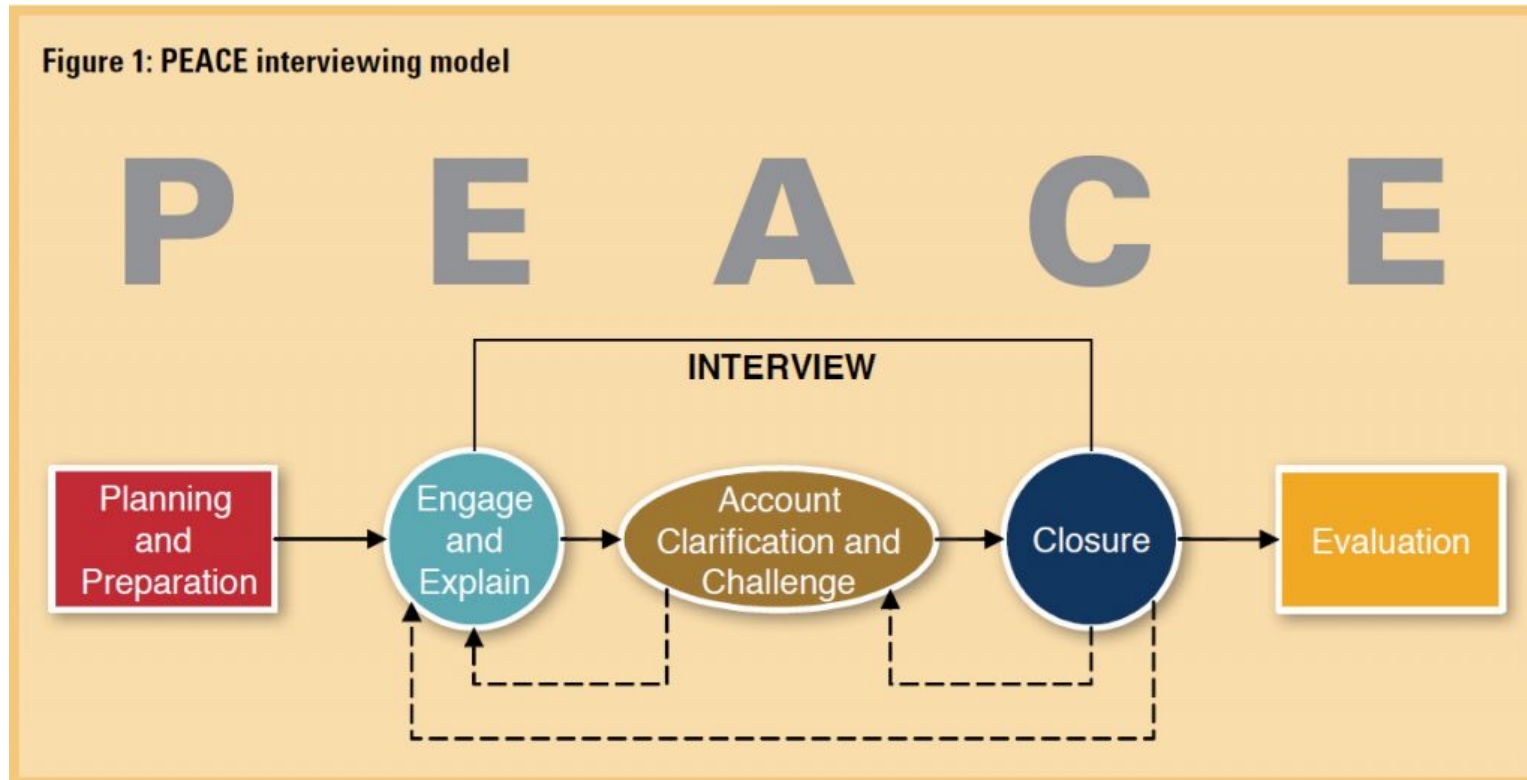 Figure 1: PEACE interviewing model
P E A C E
INTERVIEW
Planning
and
Preparation
Engage
and
Explain
Account
Clarification and
Challenge
Closure
Evaluation